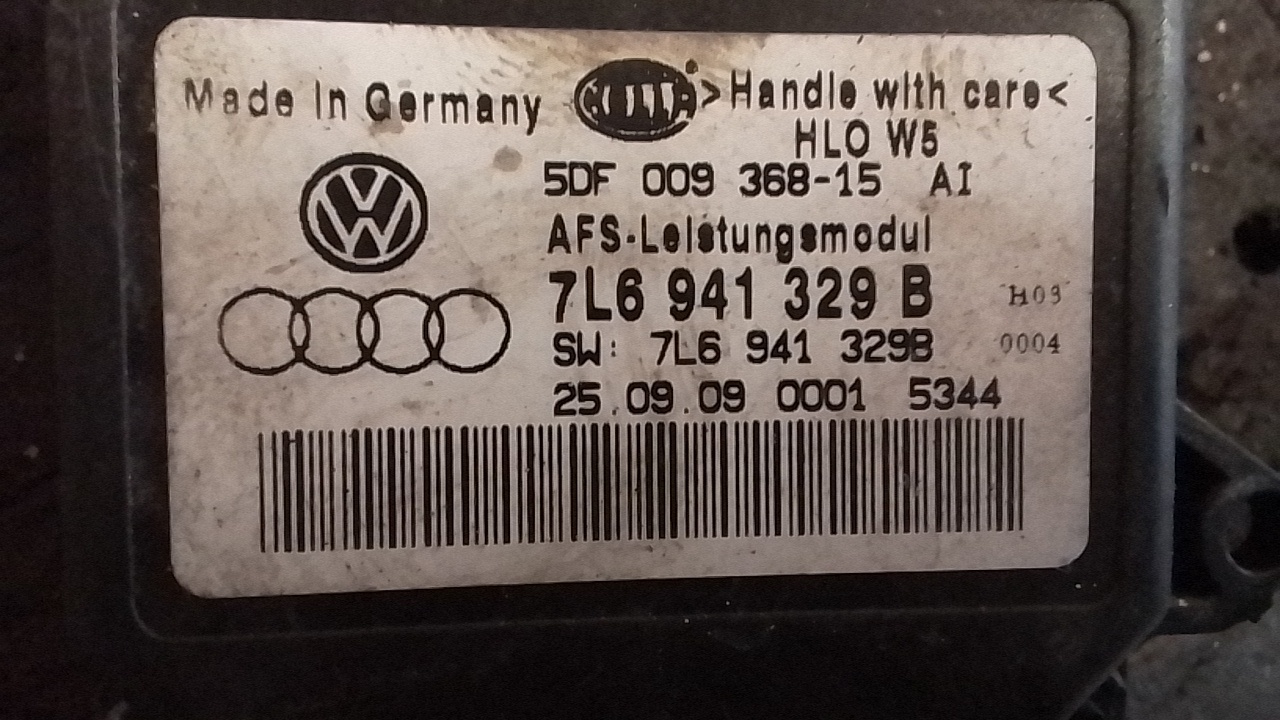 Made in Germany HELLA >Handle with care<
HLO W5
5DF 009 368-15 AI
AFS-Leistungsmodul
7L6 941 329 B H03
SW: 7L6 941 329B 0004
25.09.09 0001 5344